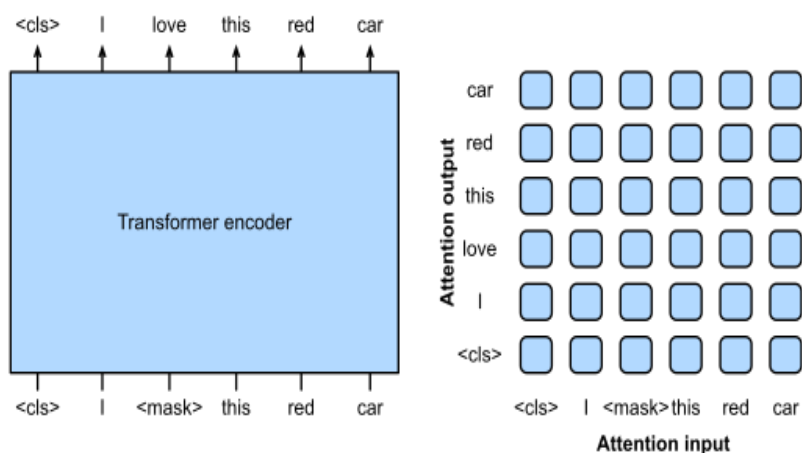 <cls> I love this red car
Transformer encoder
<cls> I <mask> this red car
Attention output
car
red
this
love
I
<cls>
<cls> I <mask> this red car
Attention input